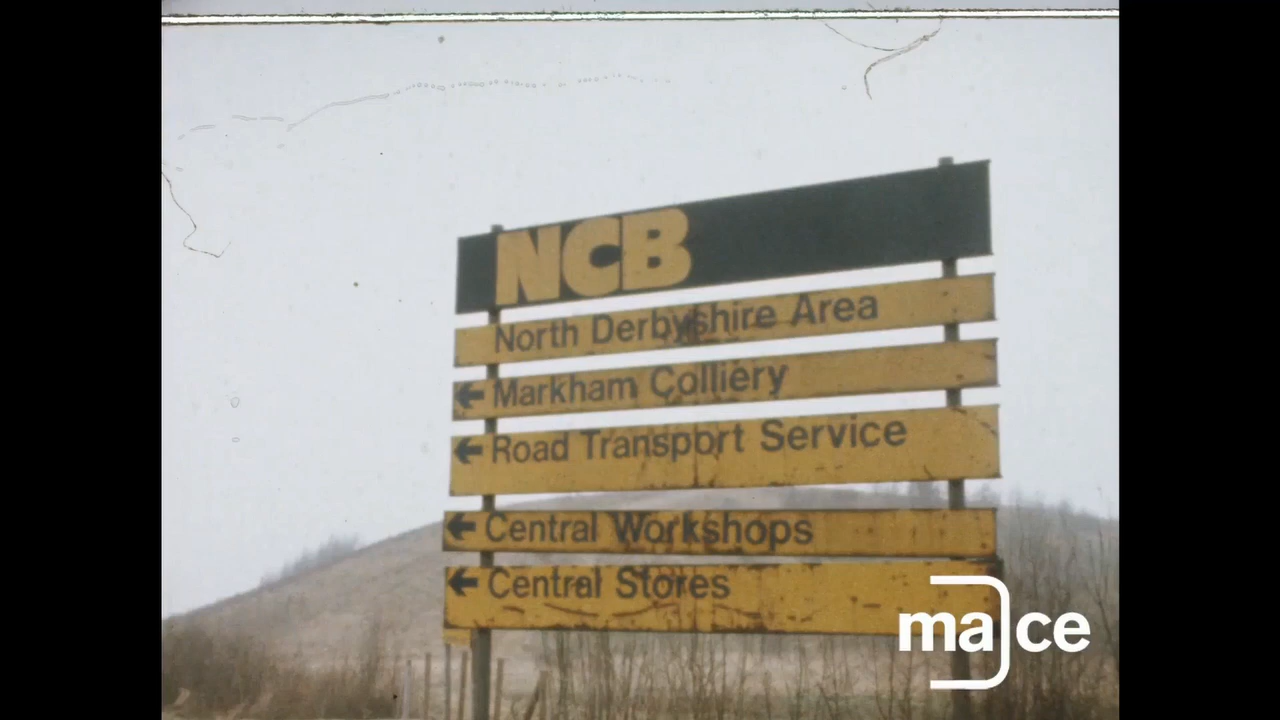 NCB
North Derbyshire Area
← Markham Colliery
← Road Transport Service
← Central Workshops
← Central Stores
mace